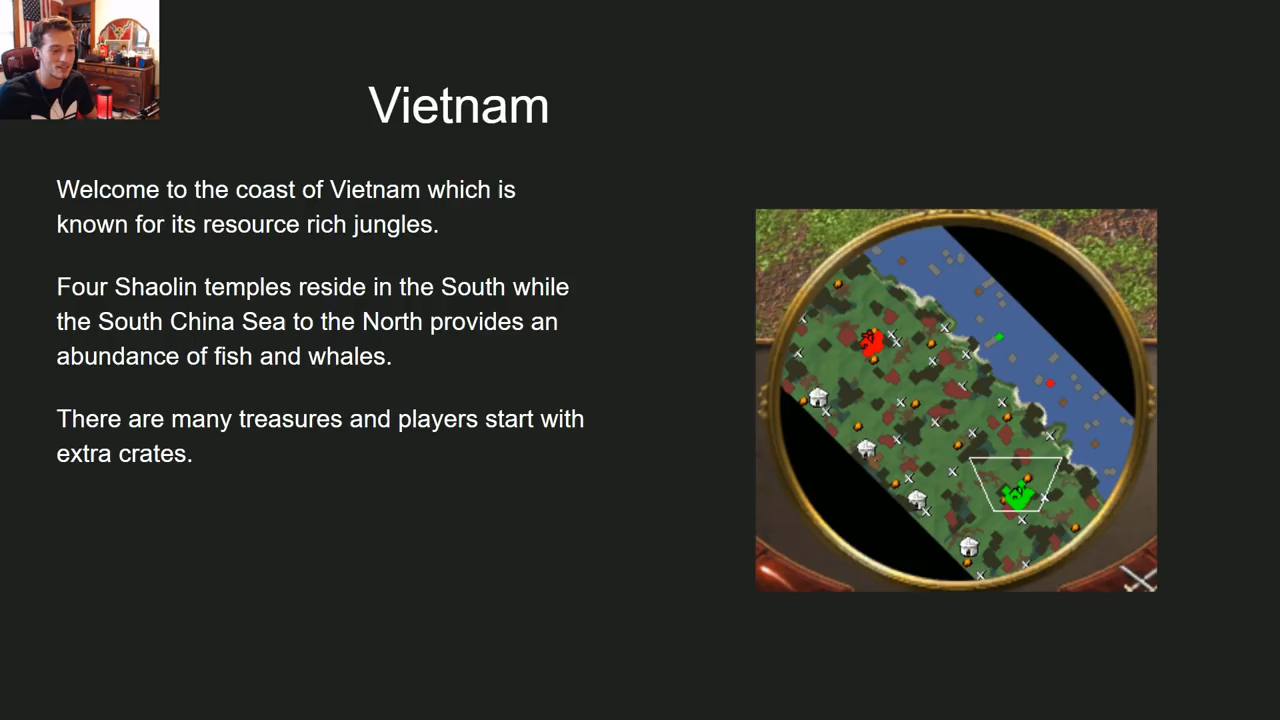 Vietnam
Welcome to the coast of Vietnam which is
known for its resource rich jungles.
Four Shaolin temples reside in the South while
the South China Sea to the North provides an
abundance of fish and whales.
There are many treasures and players start with
extra crates.